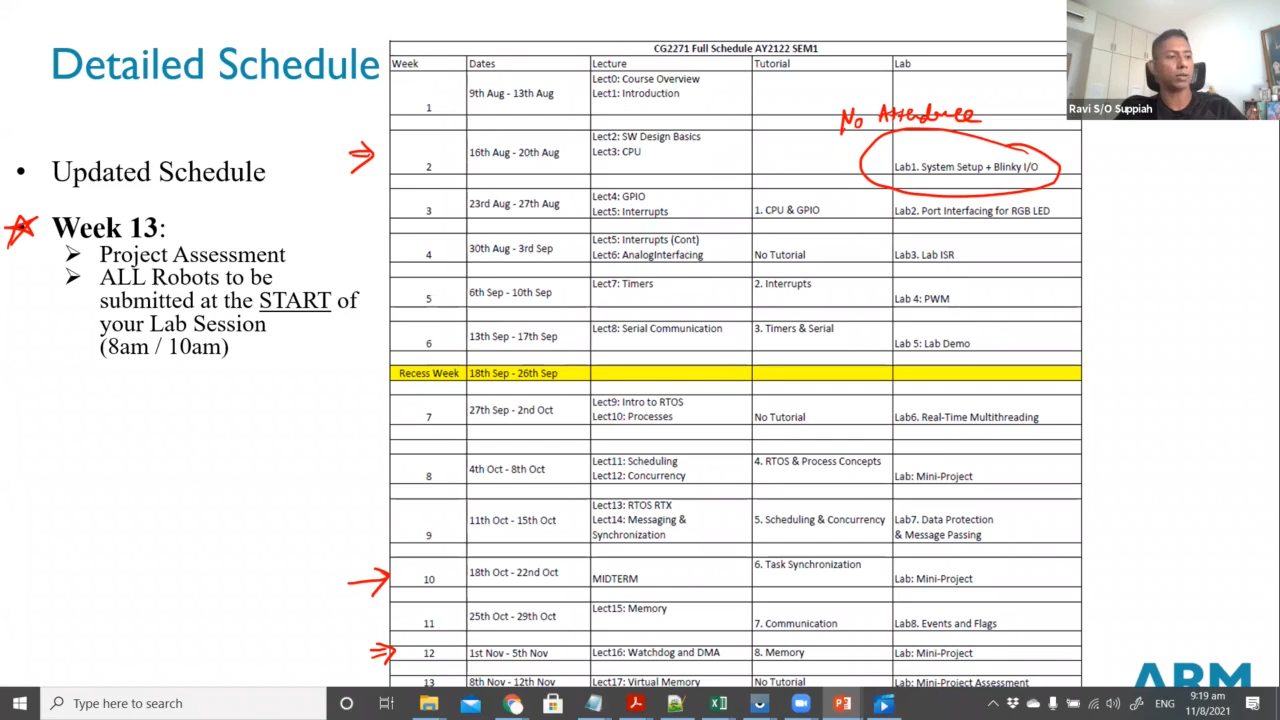 Detailed Schedule
• Updated Schedule
Week 13:
Project Assessment
ALL Robots to be
submitted at the START of
your Lab Session
(8am / 10am)
CG2271 Full Schedule AY2122 SEM1
Week Dates Lecture Tutorial Lab
1 9th Aug - 13th Aug Lect0: Course Overview
Lect1: Introduction
No Attendance
2 16th Aug - 20th Aug Lect2: SW Design Basics
Lect3: CPU
Lab1. System Setup + Blinky I/O
3 23rd Aug - 27th Aug Lect4: GPIO
Lect5: Interrupts 1. CPU & GPIO Lab2. Port Interfacing for RGB LED
4 30th Aug - 3rd Sep Lect5: Interrupts (Cont)
Lect6: AnalogInterfacing No Tutorial Lab3. Lab ISR
5 6th Sep - 10th Sep Lect7: Timers 2. Interrupts Lab 4: PWM
6 13th Sep - 17th Sep Lect8: Serial Communication 3. Timers & Serial Lab 5: Lab Demo
Recess Week 18th Sep - 26th Sep
7 27th Sep - 2nd Oct Lect9: Intro to RTOS
Lect10: Processes No Tutorial Lab6. Real-Time Multithreading
8 4th Oct - 8th Oct Lect11: Scheduling 4. RTOS & Process Concepts
Lect12: Concurrency Lab: Mini-Project
9 11th Oct - 15th Oct Lect13: RTOS RTX
Lect14: Messaging & 5. Scheduling & Concurrency Lab7. Data Protection
Synchronization & Message Passing
10 18th Oct - 22nd Oct MIDTERM 6. Task Synchronization Lab: Mini-Project
11 25th Oct - 29th Oct Lect15: Memory 7. Communication Lab8. Events and Flags
12 1st Nov - 5th Nov Lect16: Watchdog and DMA 8. Memory Lab: Mini-Project
13 8th Nov - 12th Nov Lect17: Virtual Memory No Tutorial Lab: Mini-Project Assessment
Ravi S/O Suppiah
ARM
Type here to search
ENG
9:19 am
11/8/2021